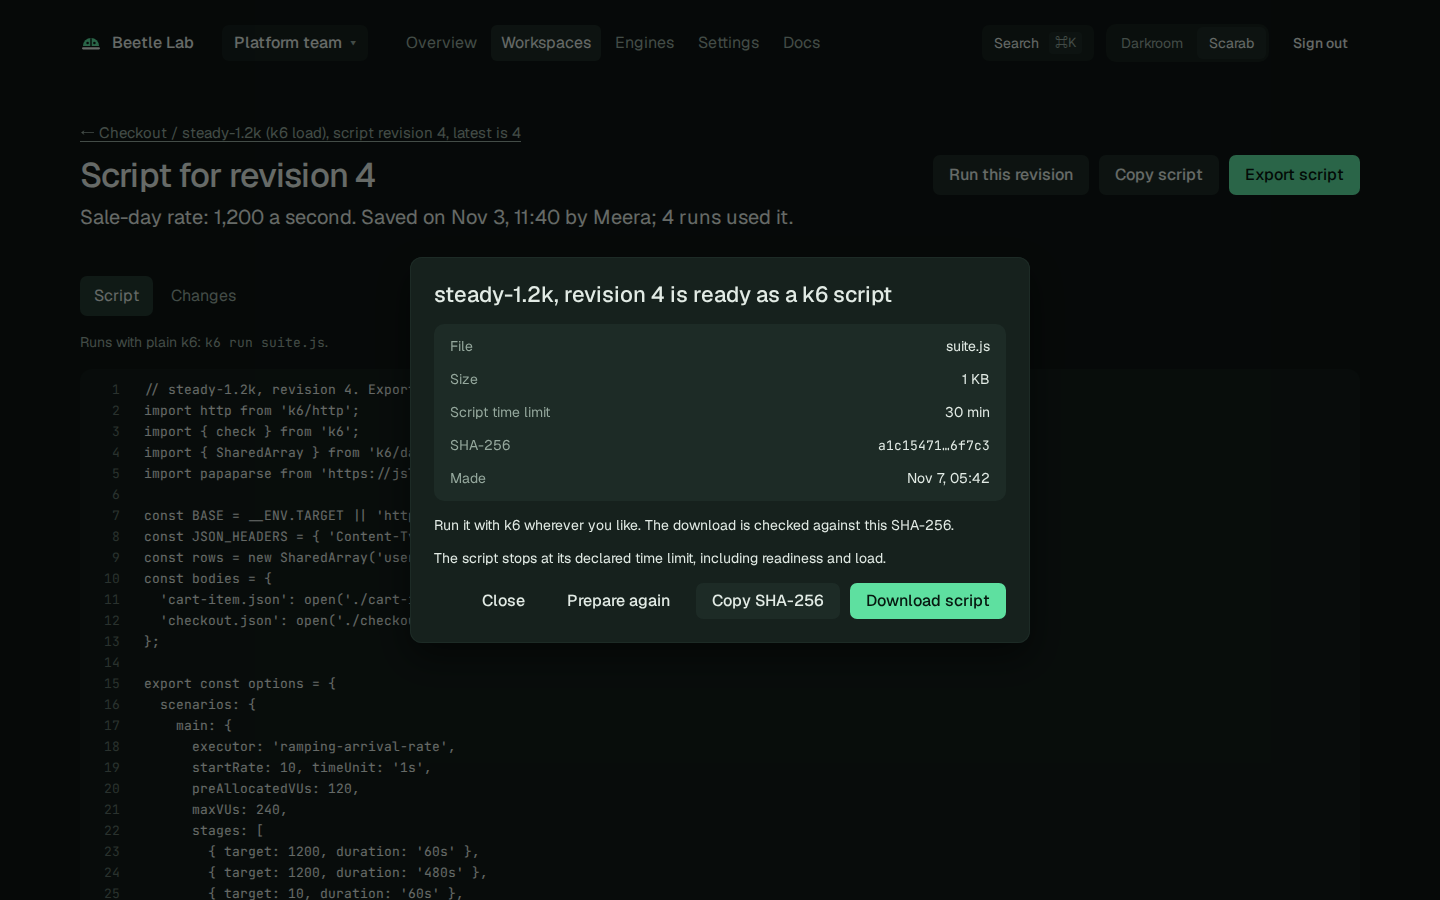 Beetle Lab
Platform team ▾
Overview
Workspaces
Engines
Settings
Docs
Search ⌘K
Darkroom
Scarab
Sign out
← Checkout / steady-1.2k (k6 load), script revision 4, latest is 4
Script for revision 4
Run this revision
Copy script
Export script
Sale-day rate: 1,200 a second. Saved on Nov 3, 11:40 by Meera; 4 runs used it.
Script
Changes
Runs with plain k6: k6 run suite.js.
1 // steady-1.2k, revision 4. Expor
2 import http from 'k6/http';
3 import { check } from 'k6';
4 import { SharedArray } from 'k6/d
5 import papaparse from 'https://js
6
7 const BASE = __ENV.TARGET || 'htt
8 const JSON_HEADERS = { 'Content-T
9 const rows = new SharedArray('use
10 const bodies = {
11 'cart-item.json': open('./cart-
12 'checkout.json': open('./checko
13 };
14
15 export const options = {
16 scenarios: {
17 main: {
18 executor: 'ramping-arrival-rate',
19 startRate: 10, timeUnit: '1s',
20 preAllocatedVUs: 120,
21 maxVUs: 240,
22 stages: [
23 { target: 1200, duration: '60s' },
24 { target: 1200, duration: '480s' },
25 { target: 10, duration: '60s' },
steady-1.2k, revision 4 is ready as a k6 script
File suite.js
Size 1 KB
Script time limit 30 min
SHA-256 a1c15471…6f7c3
Made Nov 7, 05:42
Run it with k6 wherever you like. The download is checked against this SHA-256.
The script stops at its declared time limit, including readiness and load.
Close
Prepare again
Copy SHA-256
Download script